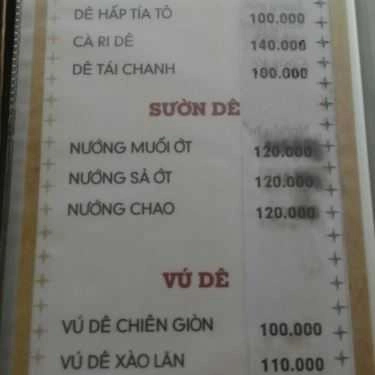 DÊ HẤP TÍA TÔ 100.000
CÀ RI DÊ 140.000
DÊ TÁI CHANH 100.000
SƯỜN DÊ
NƯỚNG MUỐI ỚT 120.000
NƯỚNG SẢ ỚT 120.000
NƯỚNG CHAO 120.000
VÚ DÊ
VÚ DÊ CHIÊN GIÒN 100.000
VÚ DÊ XÀO LĂN 110.000